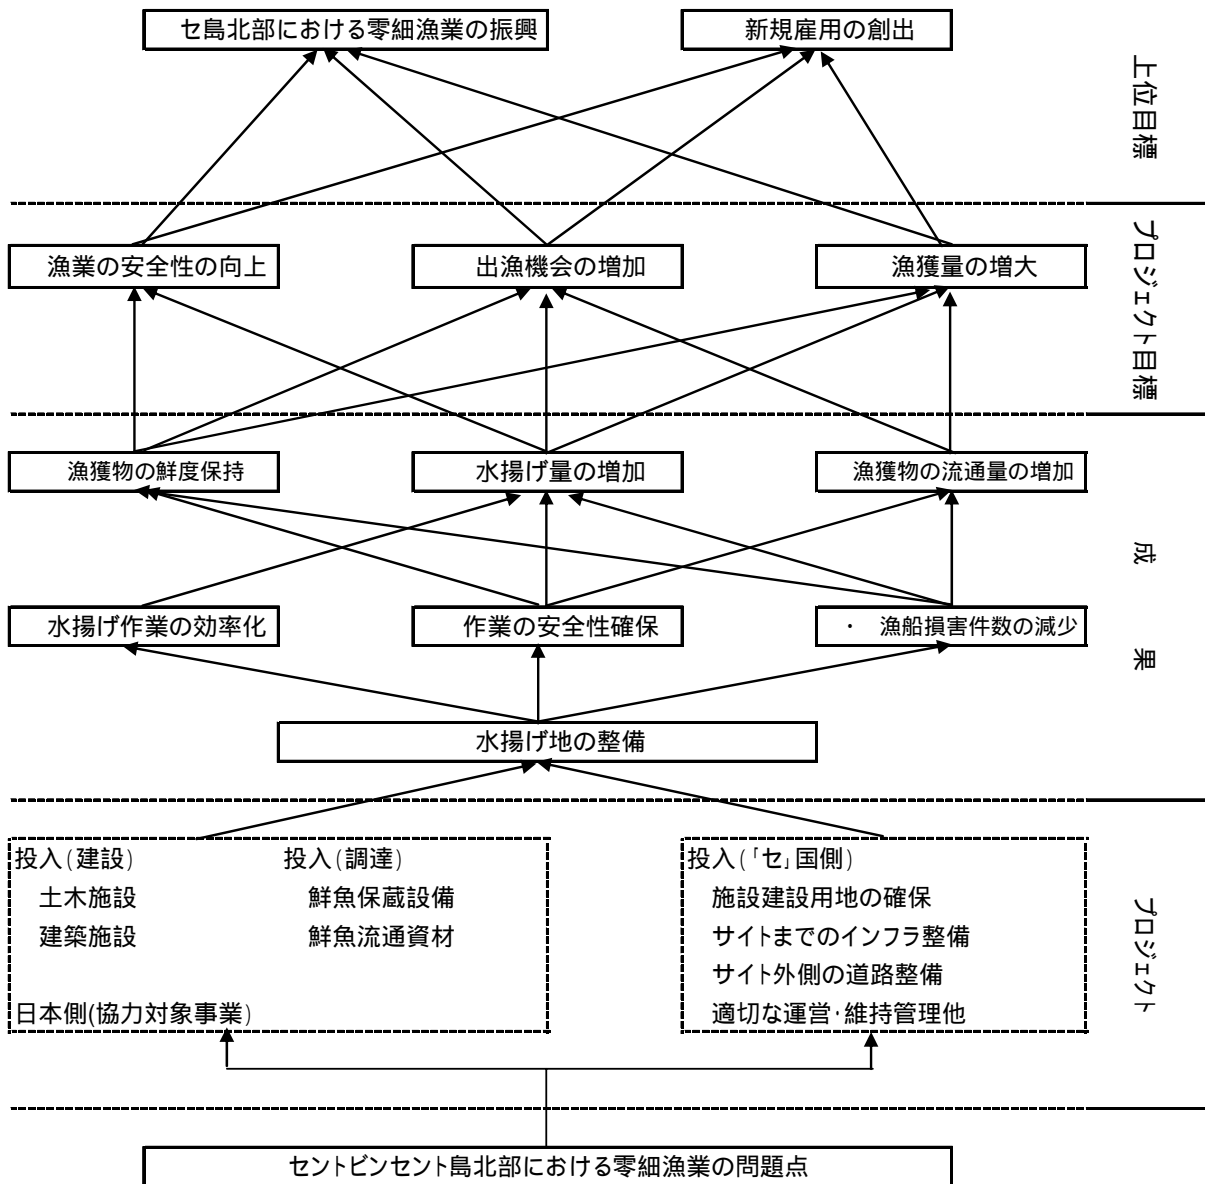 セ島北部における零細漁業の振興
新規雇用の創出
上位目標
漁業の安全性の向上
出漁機会の増加
漁獲量の増大
プロジェクト目標
漁獲物の鮮度保持
水揚げ量の増加
漁獲物の流通量の増加
成果
水揚げ作業の効率化
作業の安全性確保
・ 漁船損害件数の減少
水揚げ地の整備
投入(建設)
土木施設
建築施設
投入(調達)
鮮魚保蔵設備
鮮魚流通資材
日本側(協力対象事業)
投入(「セ」国側)
施設建設用地の確保
サイトまでのインフラ整備
サイト外側の道路整備
適切な運営・維持管理他
プロジェクト
セントビンセント島北部における零細漁業の問題点